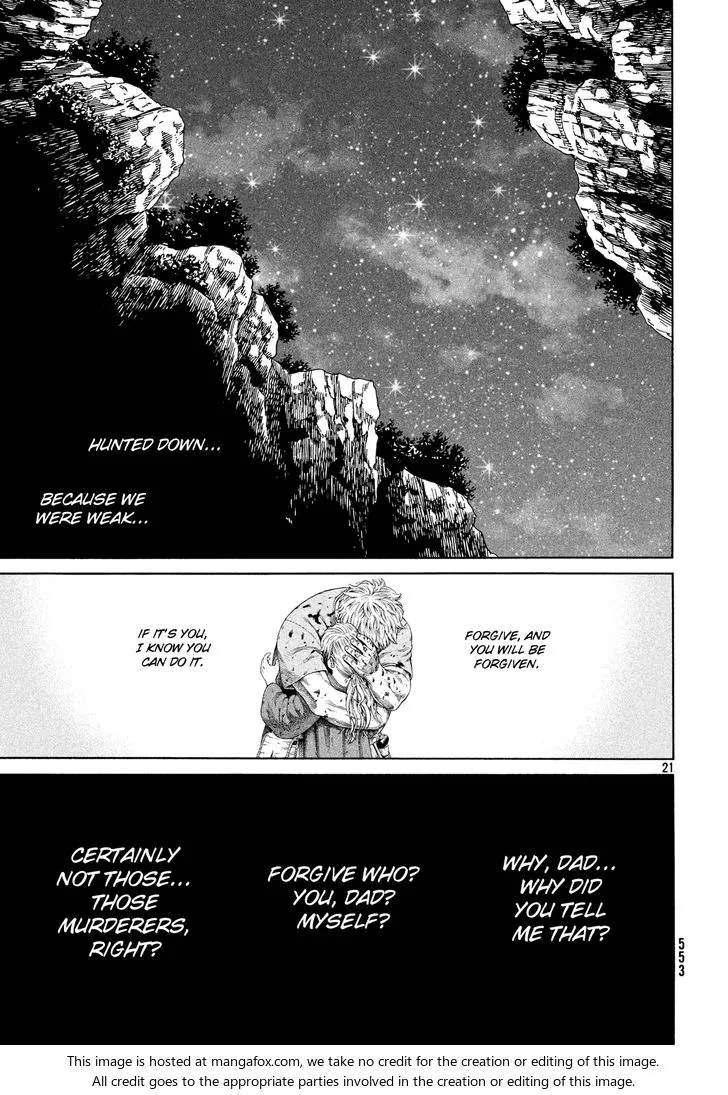 HUNTED DOWN...
BECAUSE WE
WERE WEAK...
FORGIVE, AND
YOU WILL BE
FORGIVEN.
IF IT'S YOU,
I KNOW YOU
CAN DO IT.
21
WHY, DAD...
WHY DID
YOU TELL
ME THAT?
FORGIVE WHO?
YOU, DAD?
MYSELF?
CERTAINLY
NOT THOSE...
THOSE
MURDERERS,
RIGHT?
553
This image is hosted at mangafox.com, we take no credit for the creation or editing of this image.
All credit goes to the appropriate parties involved in the creation or editing of this image.